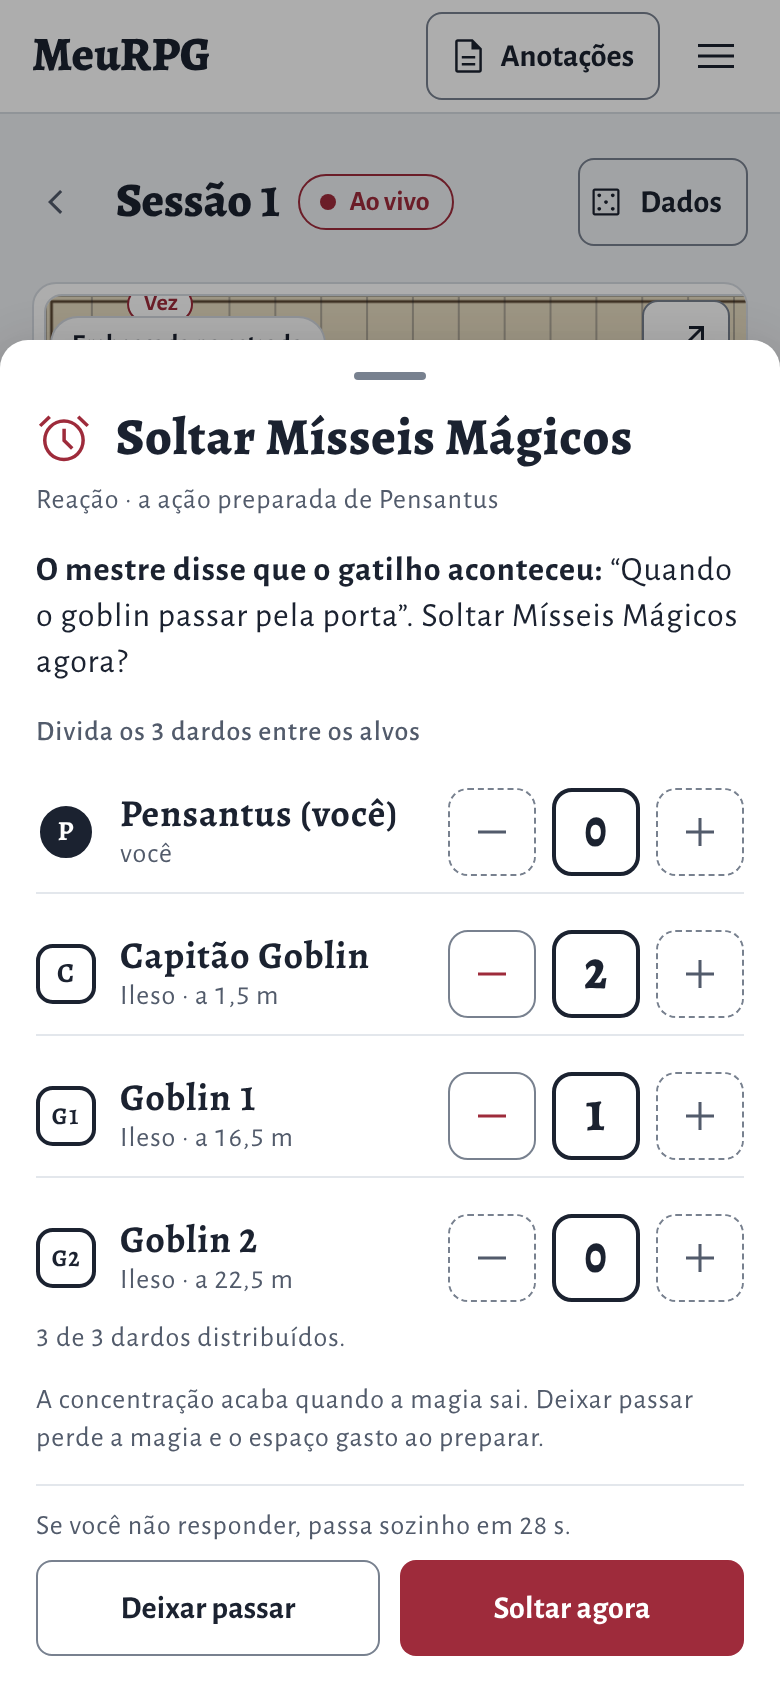 MeuRPG
Anotações
Sessão 1
Ao vivo
Dados
Vez
Soltar Mísseis Mágicos
Reação · a ação preparada de Pensantus
O mestre disse que o gatilho aconteceu: “Quando
o goblin passar pela porta”. Soltar Mísseis Mágicos
agora?
Divida os 3 dardos entre os alvos
P
Pensantus (você)
você
0
C
Capitão Goblin
Ileso · a 1,5 m
2
G1
Goblin 1
Ileso · a 16,5 m
1
G2
Goblin 2
Ileso · a 22,5 m
0
3 de 3 dardos distribuídos.
A concentração acaba quando a magia sai. Deixar passar
perde a magia e o espaço gasto ao preparar.
Se você não responder, passa sozinho em 28 s.
Deixar passar
Soltar agora